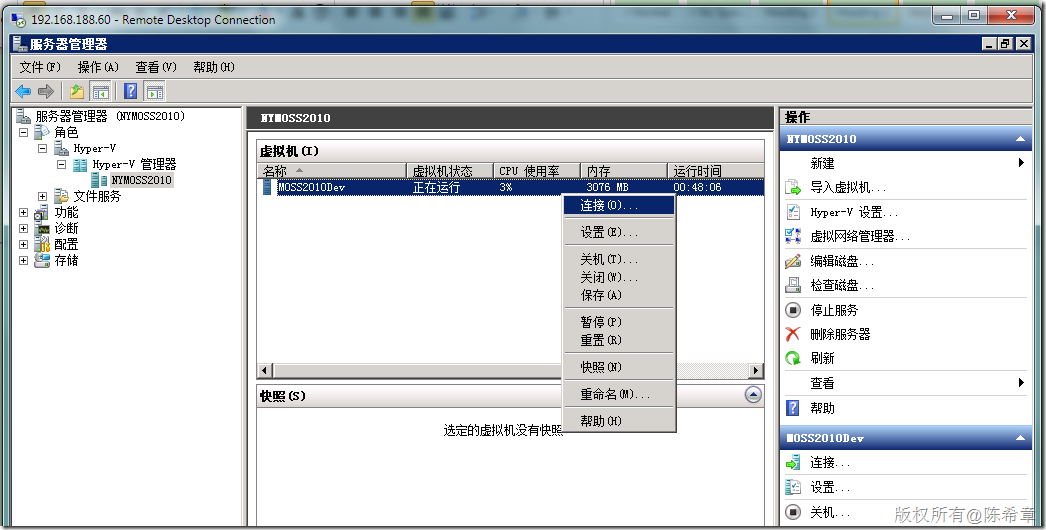 192.168.188.60 - Remote Desktop Connection
服务器管理器
文件(F) 操作(A) 查看(V) 帮助(H)
服务器管理器 (NYMOSS2010)
角色
Hyper-V
Hyper-V 管理器
NYMOSS2010
文件服务
功能
诊断
配置
存储
NYMOSS2010
虚拟机(I)
名称 虚拟机状态 CPU 使用率 内存 运行时间
MOSS2010Dev 正在运行 3% 3076 MB 00:48:06
连接(O)...
设置(E)...
关机(T)...
关闭(W)...
保存(A)
暂停(P)
重置(R)
快照(N)
重命名(M)...
帮助(H)
快照(S)
选定的虚拟机没有快照
操作
NYMOSS2010
新建
导入虚拟机...
Hyper-V 设置...
虚拟网络管理器...
编辑磁盘...
检查磁盘...
停止服务
删除服务器
刷新
查看
帮助
MOSS2010Dev
连接...
设置...
关机...
版权所有@陈希章